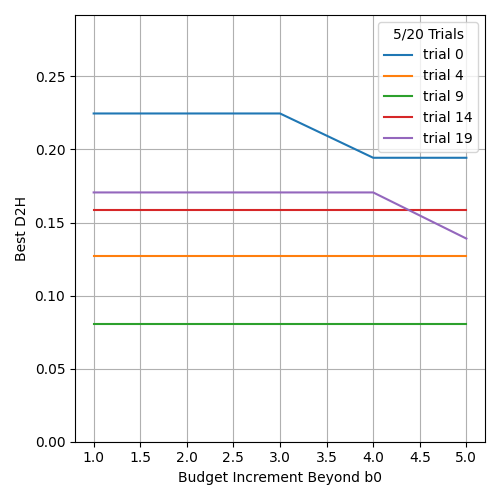 5/20 Trials
trial 0
trial 4
trial 9
trial 14
trial 19
0.25
0.20
0.15
0.10
0.05
0.00
Best D2H
1.0 1.5 2.0 2.5 3.0 3.5 4.0 4.5 5.0
Budget Increment Beyond b0